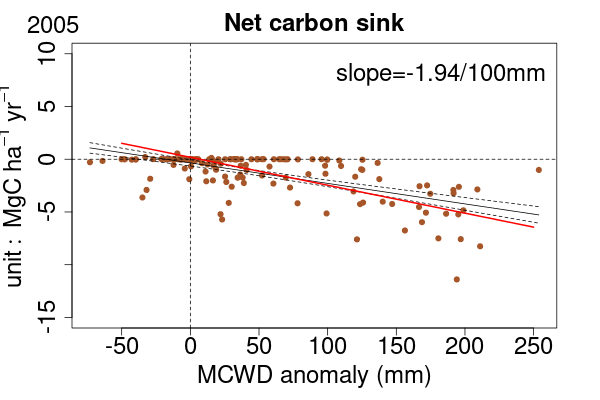 2005
Net carbon sink
slope=-1.94/100mm
unit : MgC ha⁻¹ yr⁻¹
10
5
0
-5
-15
-50 0 50 100 150 200 250
MCWD anomaly (mm)